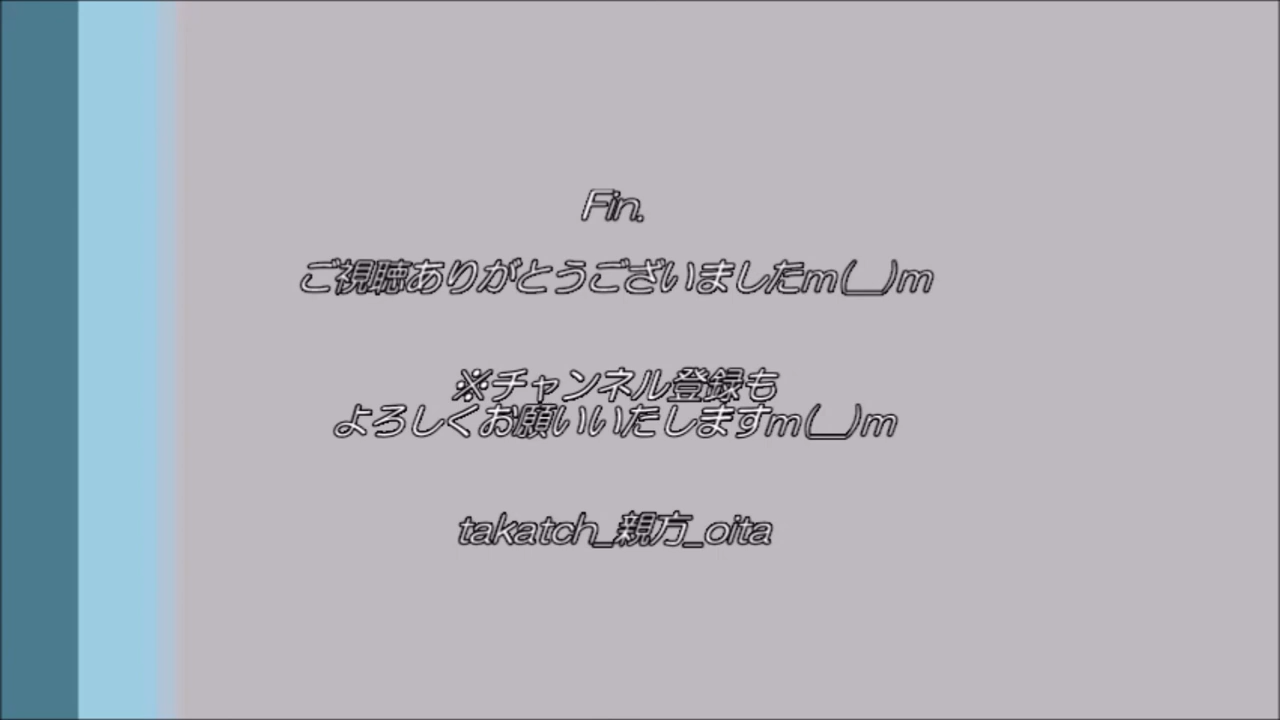 Fin.
ご視聴ありがとうございましたm(__)m
※チャンネル登録も
よろしくお願いいたしますm(__)m
takatch_親方_oita